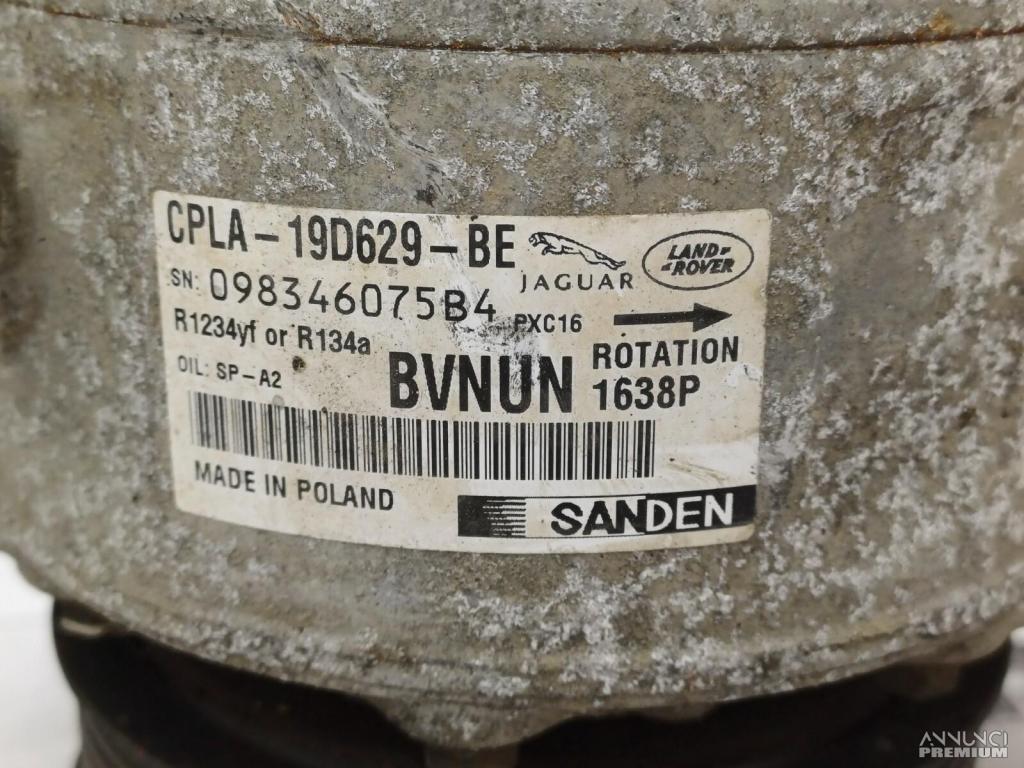 CPLA-19D629-BE
JAGUAR
LAND-
-ROVER
SN: 098346075B4
PXC16
R1234yf or R134a
ROTATION
OIL: SP-A2
BVNUN
1638P
MADE IN POLAND
SANDEN
ANNUNCI
PREMIUM